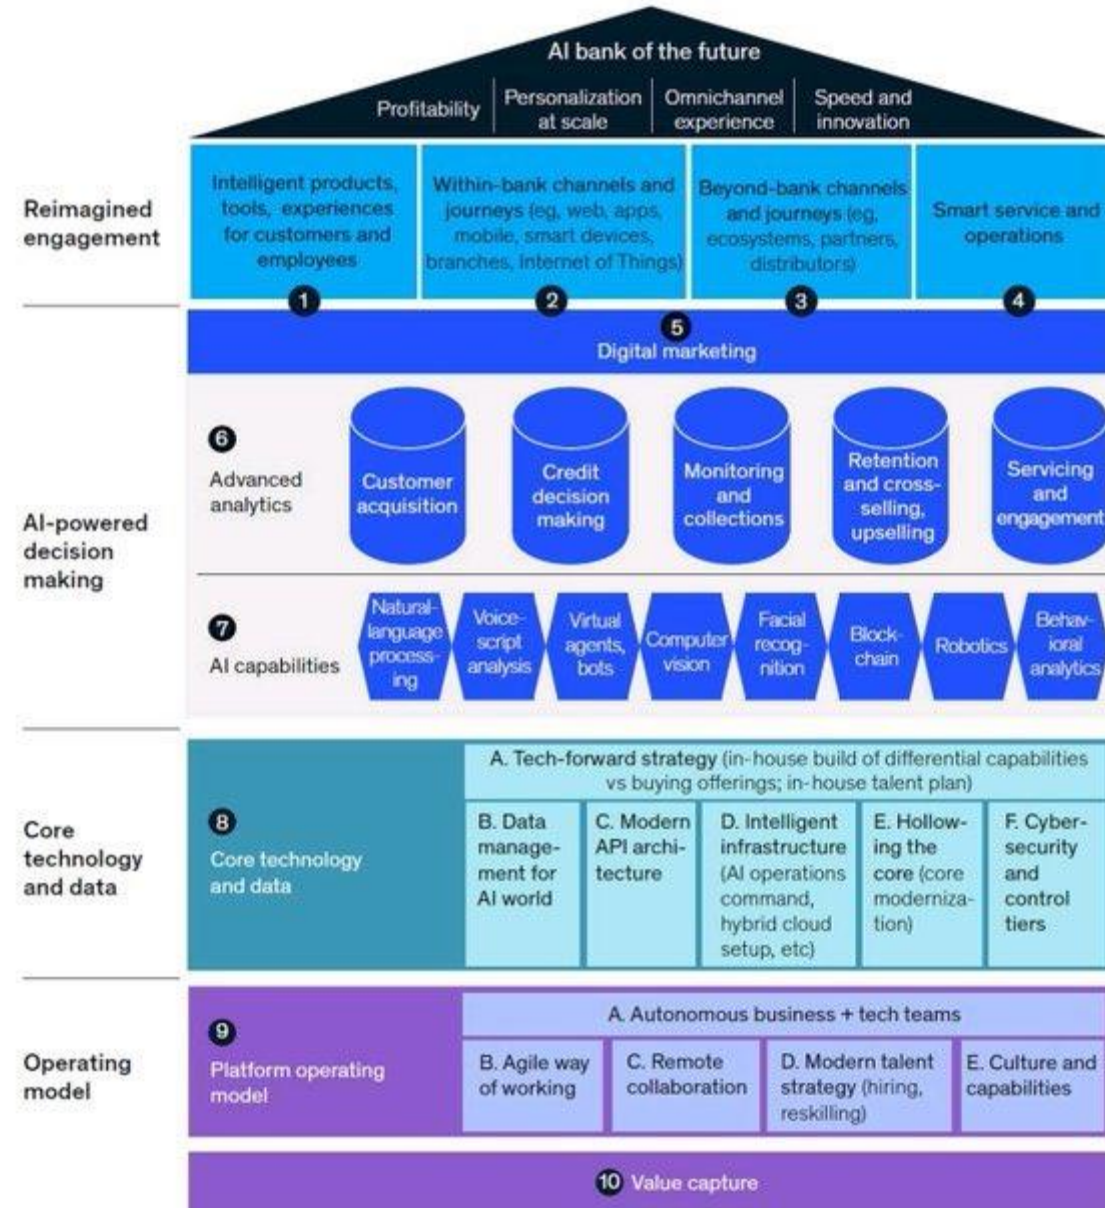 AI bank of the future
Profitability
Personalization
at scale
Omnichannel
experience
Speed and
innovation
Reimagined
engagement
Intelligent products,
tools, experiences
for customers and
employees
1
Within-bank channels and
journeys (eg, web, apps,
mobile, smart devices,
branches, Internet of Things)
2
Beyond-bank channels
and journeys (eg,
ecosystems, partners,
distributors)
3
Smart service and
operations
4
5
Digital marketing
AI-powered
decision
making
6
Advanced
analytics
Customer
acquisition
Credit
decision
making
Monitoring
and
collections
Retention
and cross-
selling,
upselling
Servicing
and
engagement
7
AI capabilities
Natural-
language
process-
ing
Voice-
script
analysis
Virtual
agents,
bots
Computer
vision
Facial
recog-
nition
Block-
chain
Robotics
Behav-
ioral
analytics
Core
technology
and data
8
Core technology
and data
A. Tech-forward strategy (in-house build of differential capabilities
vs buying offerings; in-house talent plan)
B. Data
manage-
ment for
AI world
C. Modern
API archi-
tecture
D. Intelligent
infrastructure
(AI operations
command,
hybrid cloud
setup, etc)
E. Hollow-
ing the
core (core
moderniza-
tion)
F. Cyber-
security
and
control
tiers
Operating
model
9
Platform operating
model
A. Autonomous business + tech teams
B. Agile way
of working
C. Remote
collaboration
D. Modern talent
strategy (hiring,
reskilling)
E. Culture and
capabilities
10 Value capture